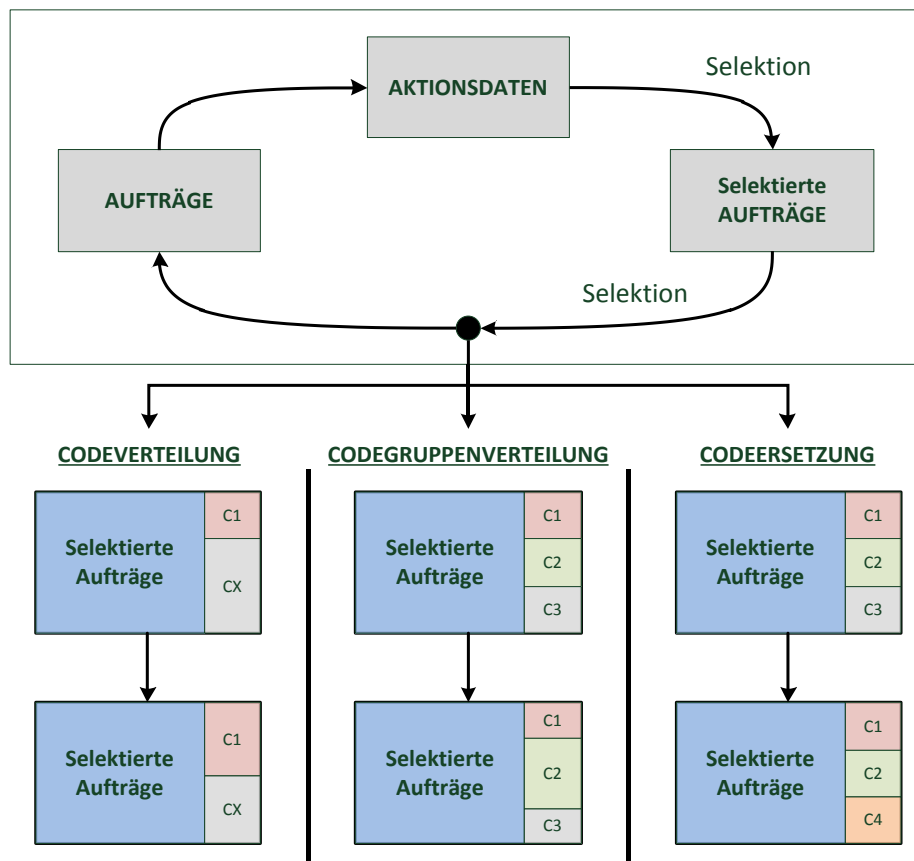 Selektion
AKTIONSDATEN
AUFTRÄGE
Selektierte
AUFTRÄGE
Selektion
CODEVERTEILUNG
CODEGRUPPENVERTEILUNG
CODEERSETZUNG
Selektierte
Aufträge
C1
CX
Selektierte
Aufträge
C1
C2
C3
Selektierte
Aufträge
C1
C2
C3
Selektierte
Aufträge
C1
CX
Selektierte
Aufträge
C1
C2
C3
Selektierte
Aufträge
C1
C2
C4